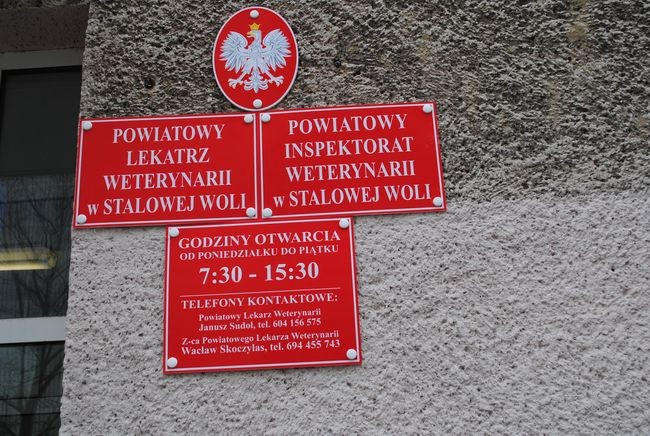 POWIATOWY
LEKATRZ
WETERYNARII
w STALOWEJ WOLI
POWIATOWY
INSPEKTORAT
WETERYNARII
w STALOWEJ WOLI
GODZINY OTWARCIA
OD PONIEDZIAŁKU DO PIĄTKU
7:30 - 15:30
TELEFONY KONTAKTOWE:
Powiatowy Lekarz Weterynarii
Janusz Sudoł, tel. 604 156 575
Z-ca Powiatowego Lekarza Weterynarii
Wacław Skoczylas, tel. 694 455 743